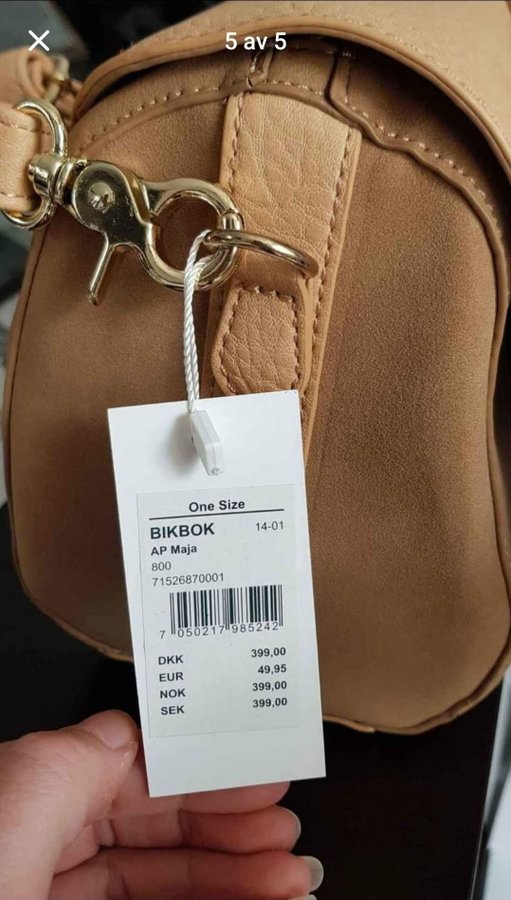 5 av 5
One Size
BIKBOK 14-01
AP Maja
800
71526870001
7 050217 985242
DKK 399,00
EUR 49,95
NOK 399,00
SEK 399,00